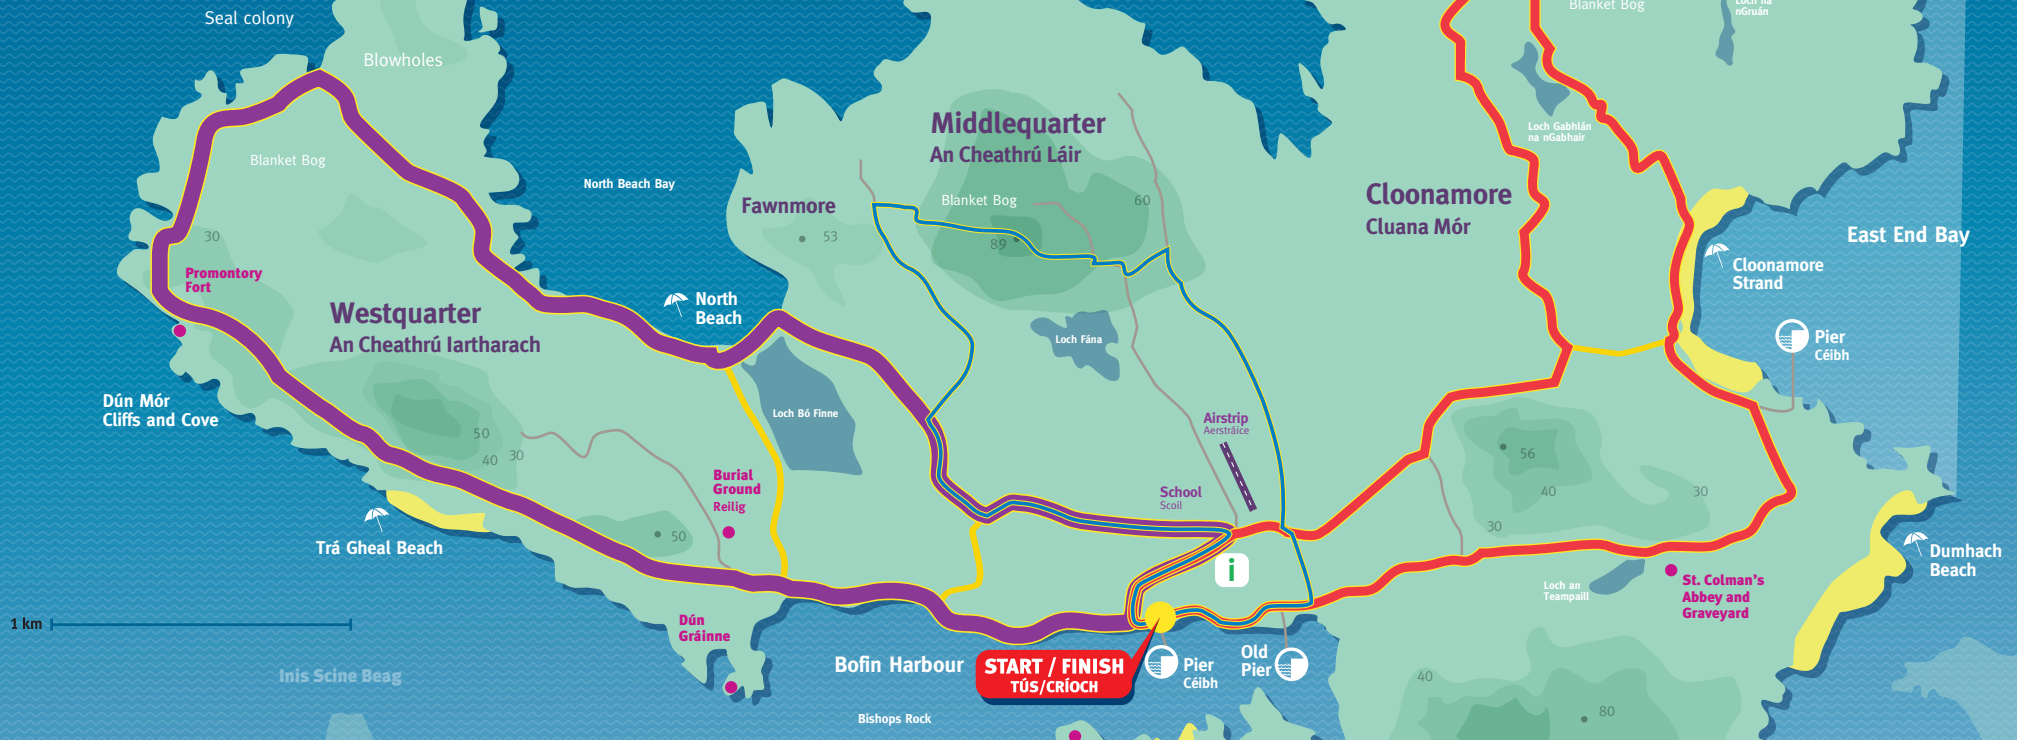 Seal colony
Blowholes
Blanket Bog
Loch na
nGruán
Blanket Bog
Loch Gabhlán
na nGabhair
North Beach Bay
Middlequarter
An Cheathrú Láir
Blanket Bog
60
89
Fawnmore
53
Cloonamore
Cluana Mór
East End Bay
Cloonamore
Strand
Pier
Céibh
30
Promontory
Fort
Westquarter
An Cheathrú Iartharach
North
Beach
Loch Fána
Loch Bó Finne
Dún Mór
Cliffs and Cove
50
40
30
Airstrip
Aerstráice
School
Scoil
Burial
Ground
Reilig
50
56
40
30
30
Trá Gheal Beach
i
Loch an
Teampaill
St. Colman's
Abbey and
Graveyard
Dumhach
Beach
1 km
Dún
Gráinne
Inis Scine Beag
Bofin Harbour
START / FINISH
TÚS/CRÍOCH
Pier
Céibh
Old
Pier
Bishops Rock
40
80